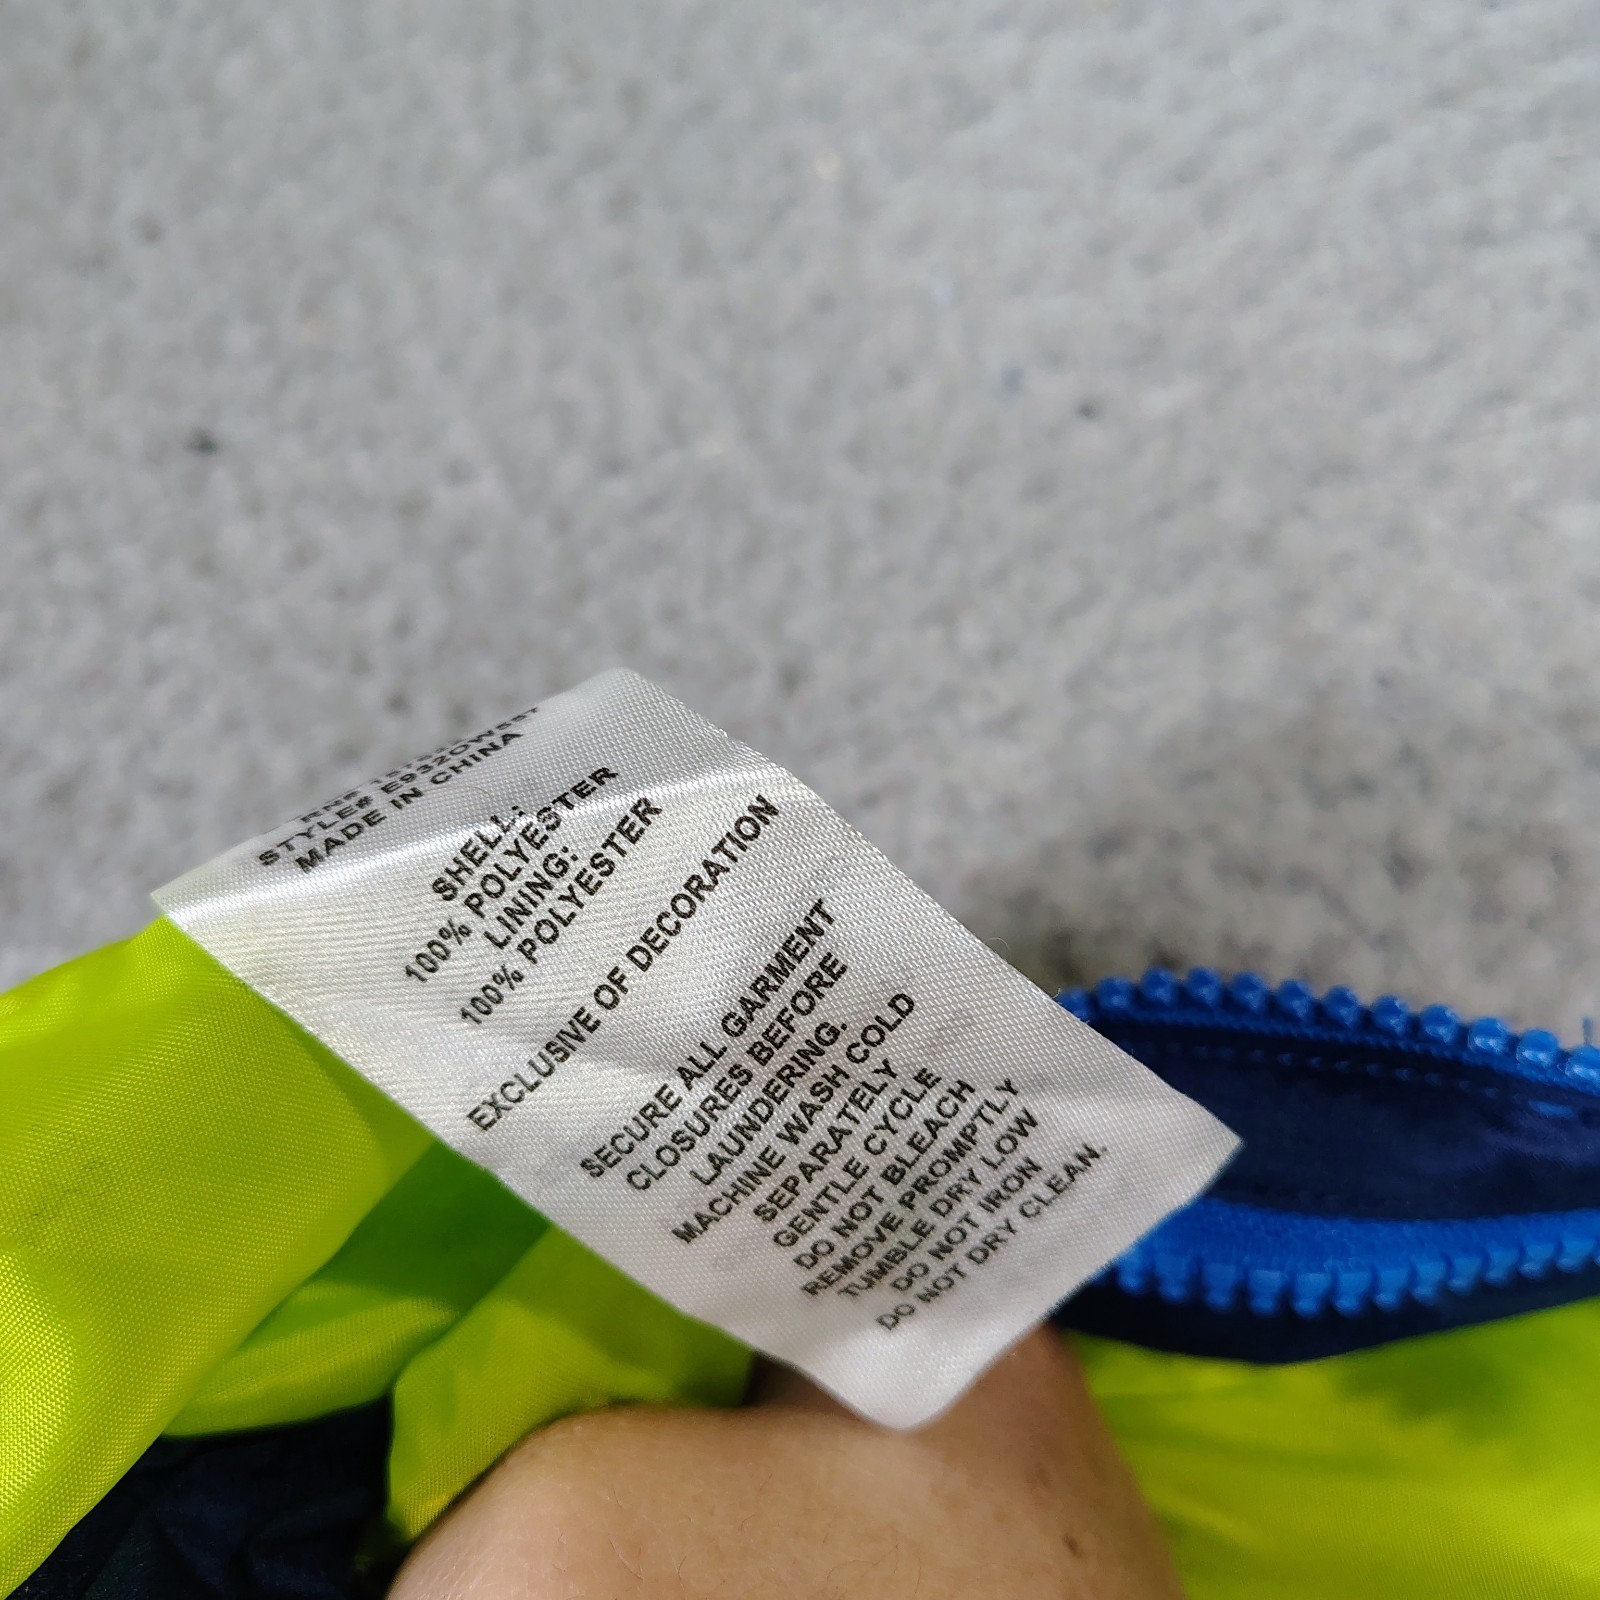 RN#
STYLE# E932OW557
MADE IN CHINA
SHELL:
100% POLYESTER
LINING:
100% POLYESTER
EXCLUSIVE OF DECORATION
SECURE ALL GARMENT
CLOSURES BEFORE
LAUNDERING.
MACHINE WASH COLD
SEPARATELY
GENTLE CYCLE
DO NOT BLEACH
REMOVE PROMPTLY
TUMBLE DRY LOW
DO NOT IRON
DO NOT DRY CLEAN.